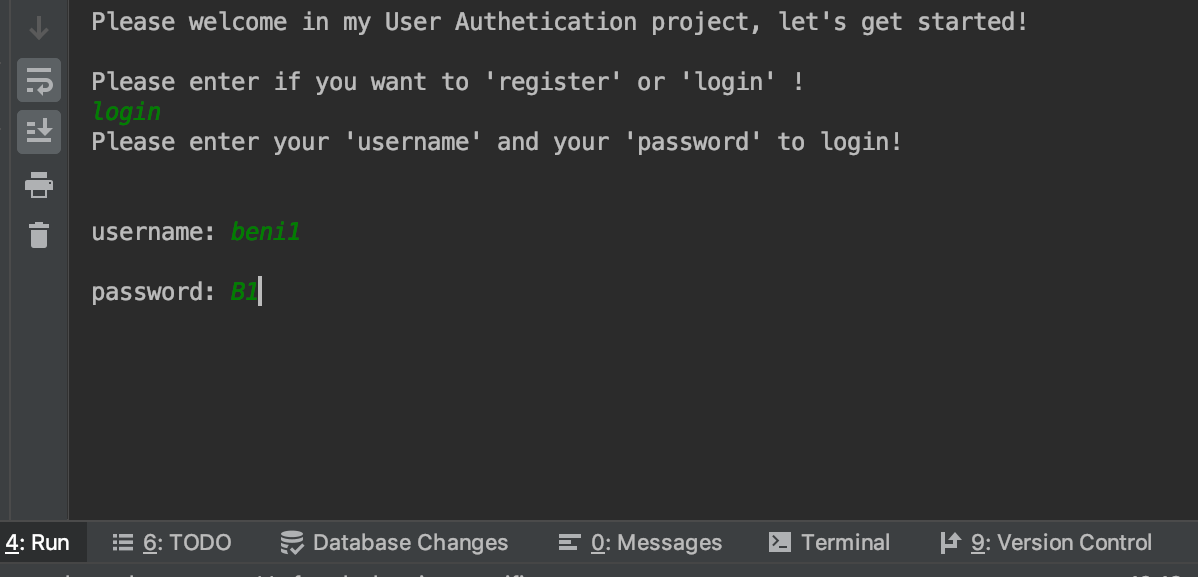 Please welcome in my User Authetication project, let's get started!
Please enter if you want to 'register' or 'login' !
login
Please enter your 'username' and your 'password' to login!
username: beni1
password: B1
4: Run 6: TODO Database Changes 0: Messages Terminal 9: Version Control